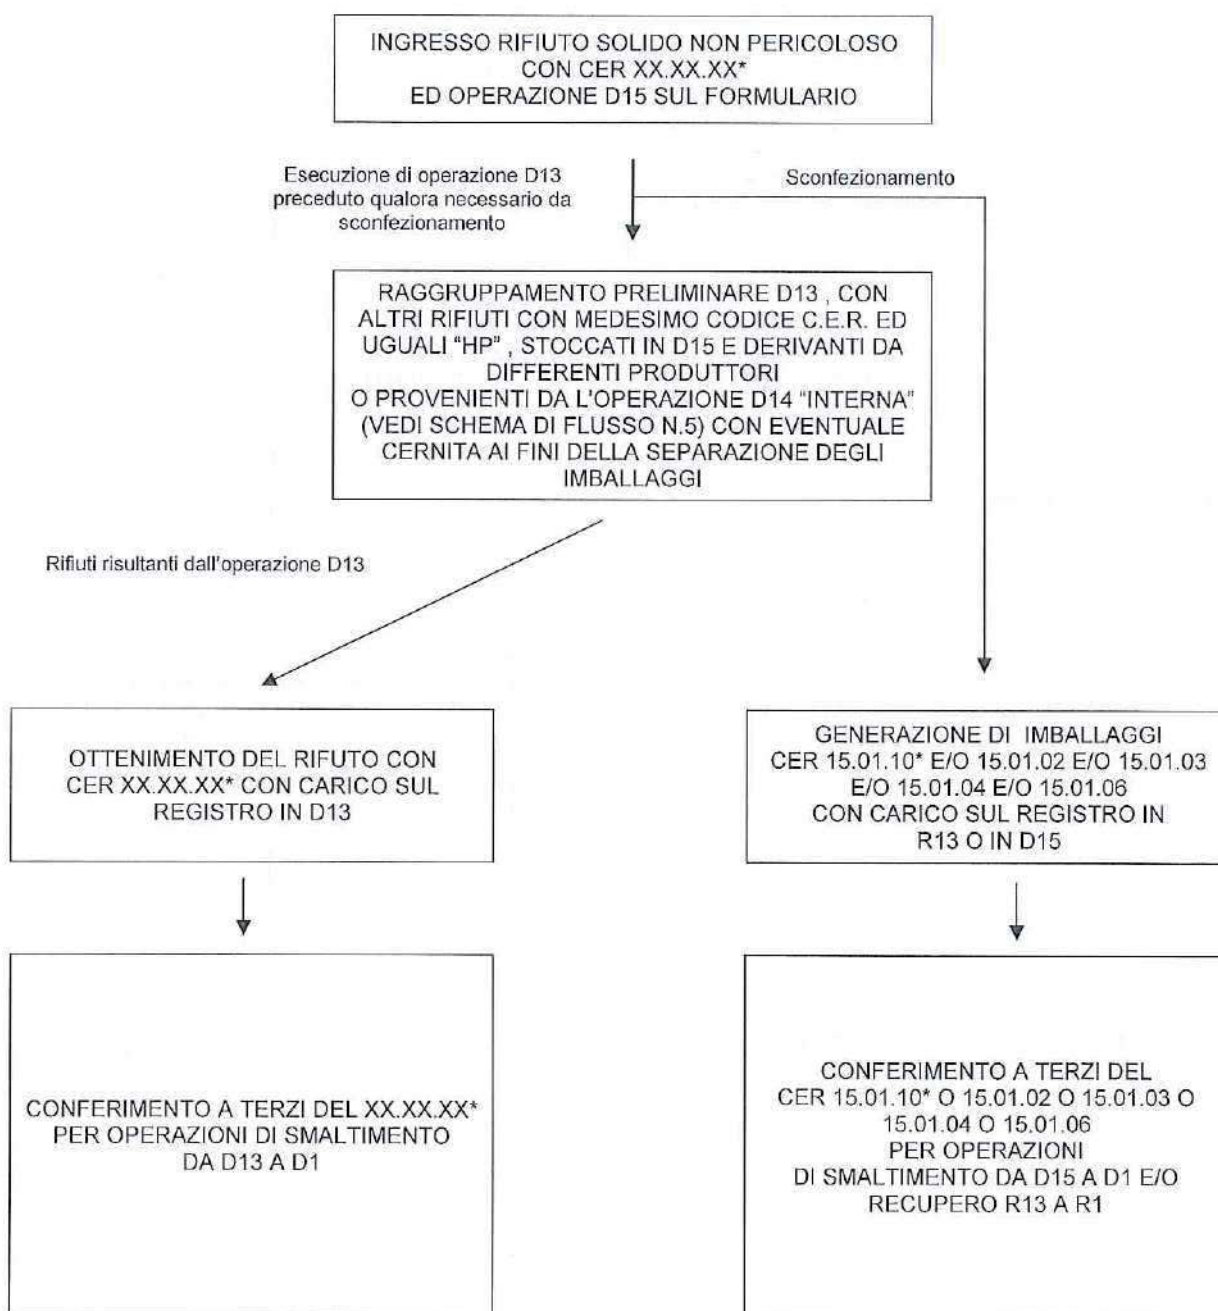 INGRESSO RIFIUTO SOLIDO NON PERICOLOSO
CON CER XX.XX.XX*
ED OPERAZIONE D15 SUL FORMULARIO
Esecuzione di operazione D13
preceduto qualora necessario da
sconfezionamento
Sconfezionamento
RAGGRUPPAMENTO PRELIMINARE D13 , CON
ALTRI RIFIUTI CON MEDESIMO CODICE C.E.R. ED
UGUALI "HP" , STOCCATI IN D15 E DERIVANTI DA
DIFFERENTI PRODUTTORI
O PROVENIENTI DA L'OPERAZIONE D14 "INTERNA"
(VEDI SCHEMA DI FLUSSO N.5) CON EVENTUALE
CERNITA AI FINI DELLA SEPARAZIONE DEGLI
IMBALLAGGI
Rifiuti risultanti dall'operazione D13
OTTENIMENTO DEL RIFUTO CON
CER XX.XX.XX* CON CARICO SUL
REGISTRO IN D13
GENERAZIONE DI IMBALLAGGI
CER 15.01.10* E/O 15.01.02 E/O 15.01.03
E/O 15.01.04 E/O 15.01.06
CON CARICO SUL REGISTRO IN
R13 O IN D15
CONFERIMENTO A TERZI DEL XX.XX.XX*
PER OPERAZIONI DI SMALTIMENTO
DA D13 A D1
CONFERIMENTO A TERZI DEL
CER 15.01.10* O 15.01.02 O 15.01.03 O
15.01.04 O 15.01.06
PER OPERAZIONI
DI SMALTIMENTO DA D15 A D1 E/O
RECUPERO R13 A R1